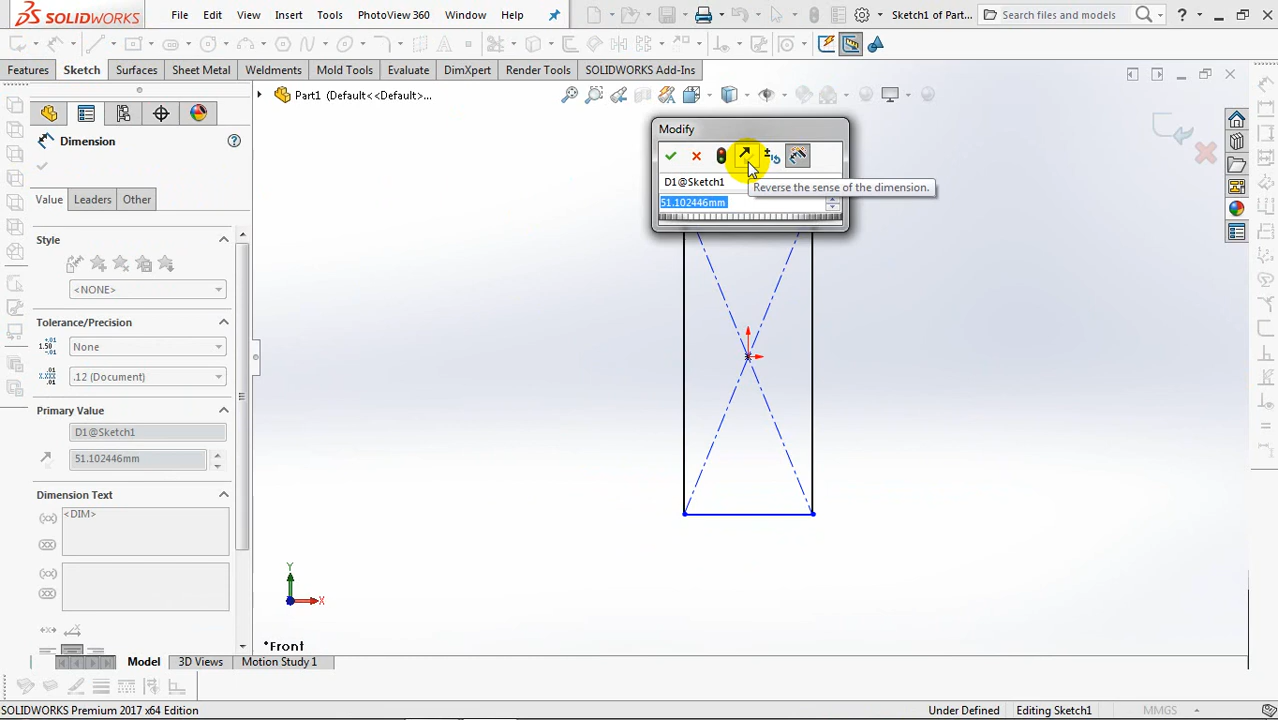 SOLIDWORKS File Edit View Insert Tools PhotoView 360 Window Help Sketch1 of Part... Search files and models ?
Features Sketch Surfaces Sheet Metal Weldments Mold Tools Evaluate DimXpert Render Tools SOLIDWORKS Add-Ins
Part1 (Default<<Default>...
Modify
D1@Sketch1
51.102446mm
Reverse the sense of the dimension.
Dimension
Value Leaders Other
Style
<NONE>
Tolerance/Precision
None
.12 (Document)
Primary Value
D1@Sketch1
51.102446mm
Dimension Text
<DIM>
Y
X
*Front
Model 3D Views Motion Study 1
SOLIDWORKS Premium 2017 x64 Edition Under Defined Editing Sketch1 MMGS